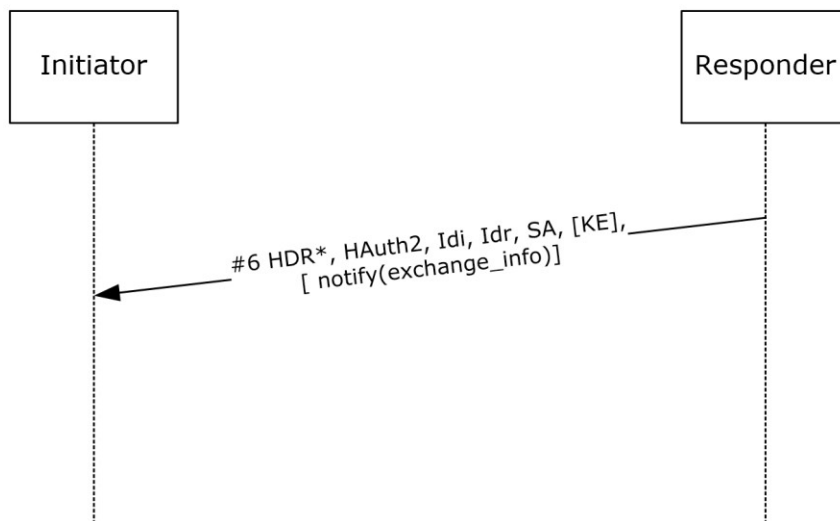 Initiator
Responder
#6 HDR*, HAuth2, Idi, Idr, SA, [KE],
[ notify(exchange_info)]